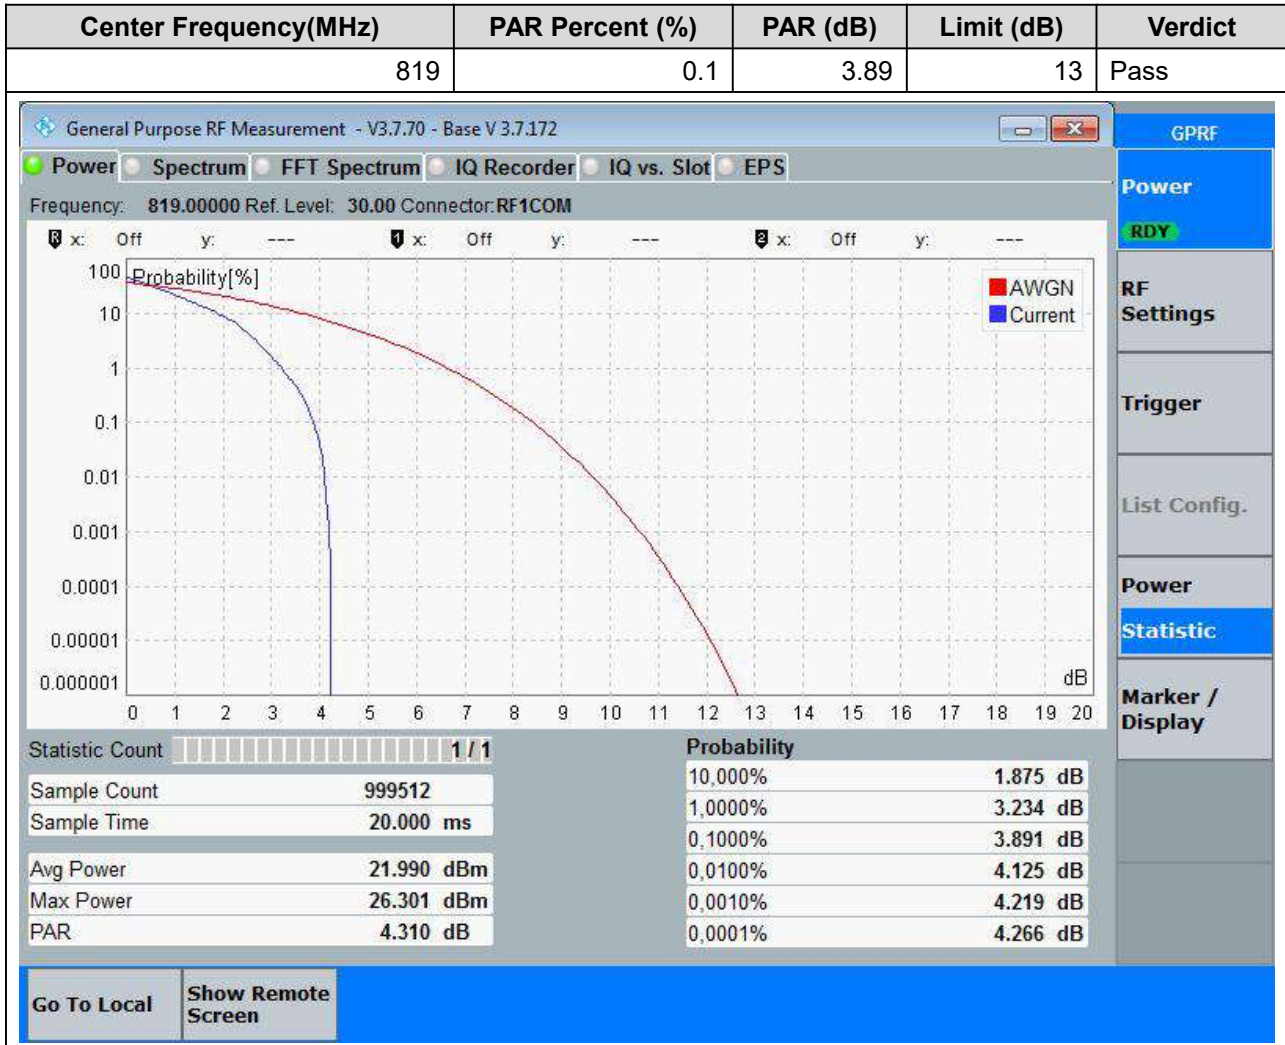 Center Frequency(MHz) PAR Percent (%) PAR (dB) Limit (dB) Verdict
819 0.1 3.89 13 Pass
General Purpose RF Measurement - V3.7.70 - Base V 3.7.172
GPRF
Power Spectrum FFT Spectrum IQ Recorder IQ vs. Slot EPS
Frequency: 819.00000 Ref. Level: 30.00 Connector: RF1COM
R x: Off y: --- 1 x: Off y: --- 2 x: Off y: ---
Probability[%]
100
10
1
0.1
0.01
0.001
0.0001
0.00001
0.000001
AWGN
Current
dB
0 1 2 3 4 5 6 7 8 9 10 11 12 13 14 15 16 17 18 19 20
Statistic Count 1 / 1
Sample Count 999512
Sample Time 20.000 ms
Avg Power 21.990 dBm
Max Power 26.301 dBm
PAR 4.310 dB
Probability
10,000% 1.875 dB
1,0000% 3.234 dB
0,1000% 3.891 dB
0,0100% 4.125 dB
0,0010% 4.219 dB
0,0001% 4.266 dB
Power
RDY
RF
Settings
Trigger
List Config.
Power
Statistic
Marker /
Display
Go To Local
Show Remote
Screen